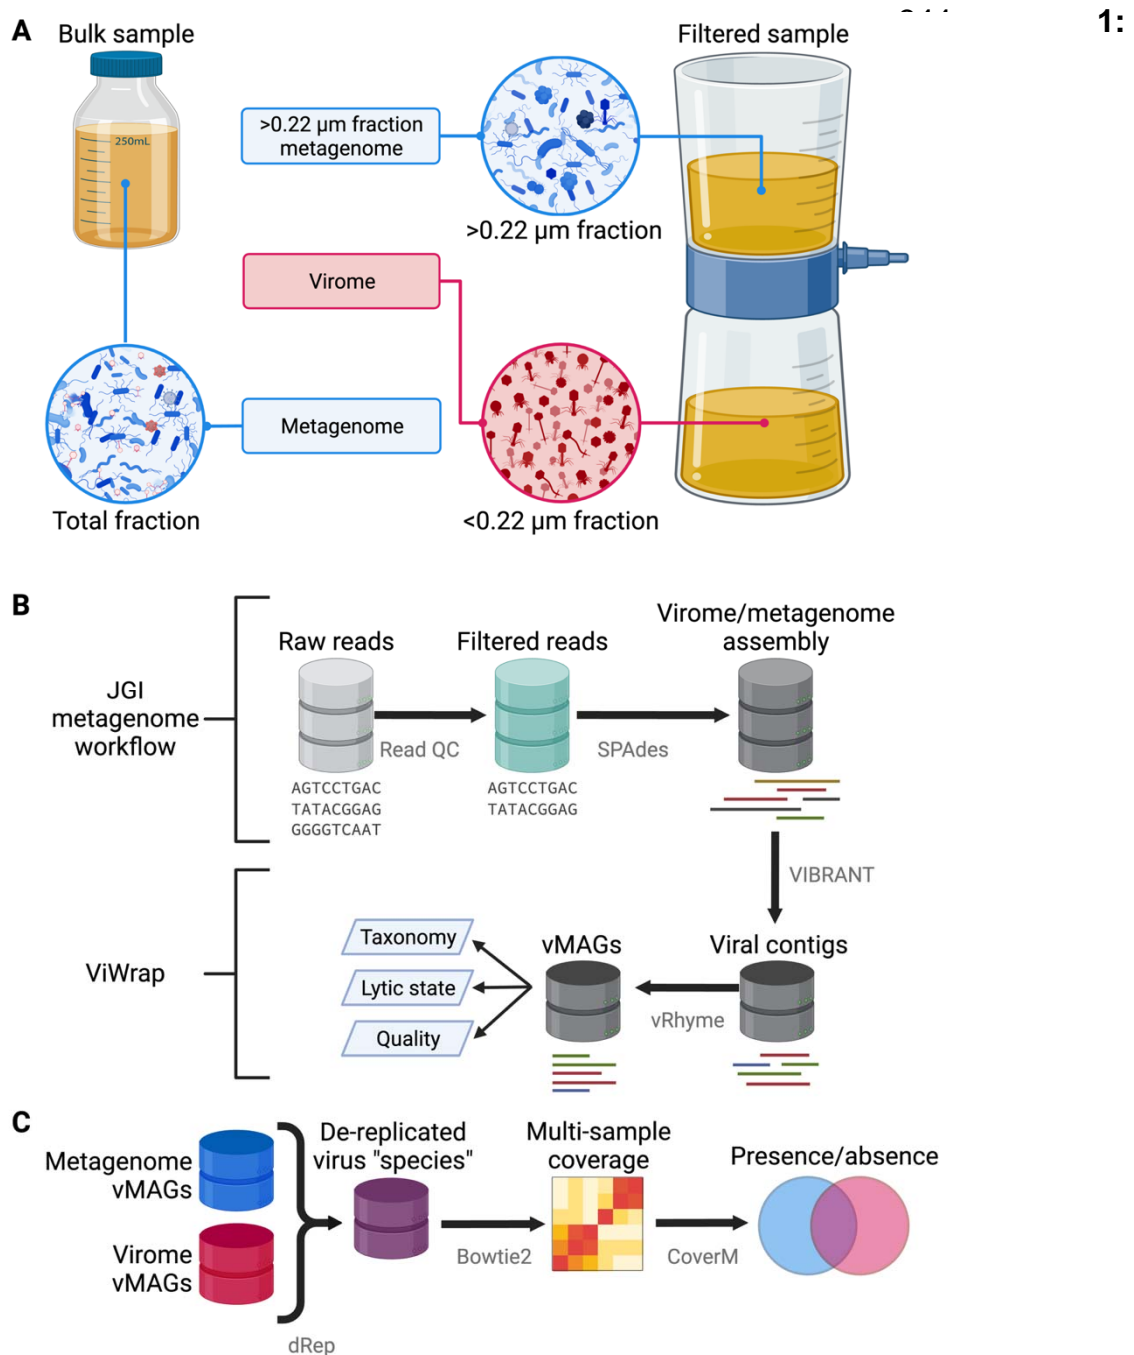 1:
A
Bulk sample
Filtered sample
250mL
>0.22 µm fraction
metagenome
>0.22 µm fraction
Virome
Metagenome
Total fraction
<0.22 µm fraction
B
JGI
metagenome
workflow
Raw reads
Filtered reads
Virome/metagenome
assembly
Read QC
SPAdes
AGTCCTGAC
TATACGGAG
GGGGTCAAT
AGTCCTGAC
TATACGGAG
VIBRANT
ViWrap
Taxonomy
Lytic state
Quality
vMAGs
Viral contigs
vRhyme
C
Metagenome
vMAGs
Virome
vMAGs
dRep
De-replicated
virus "species"
Multi-sample
coverage
Presence/absence
Bowtie2
CoverM